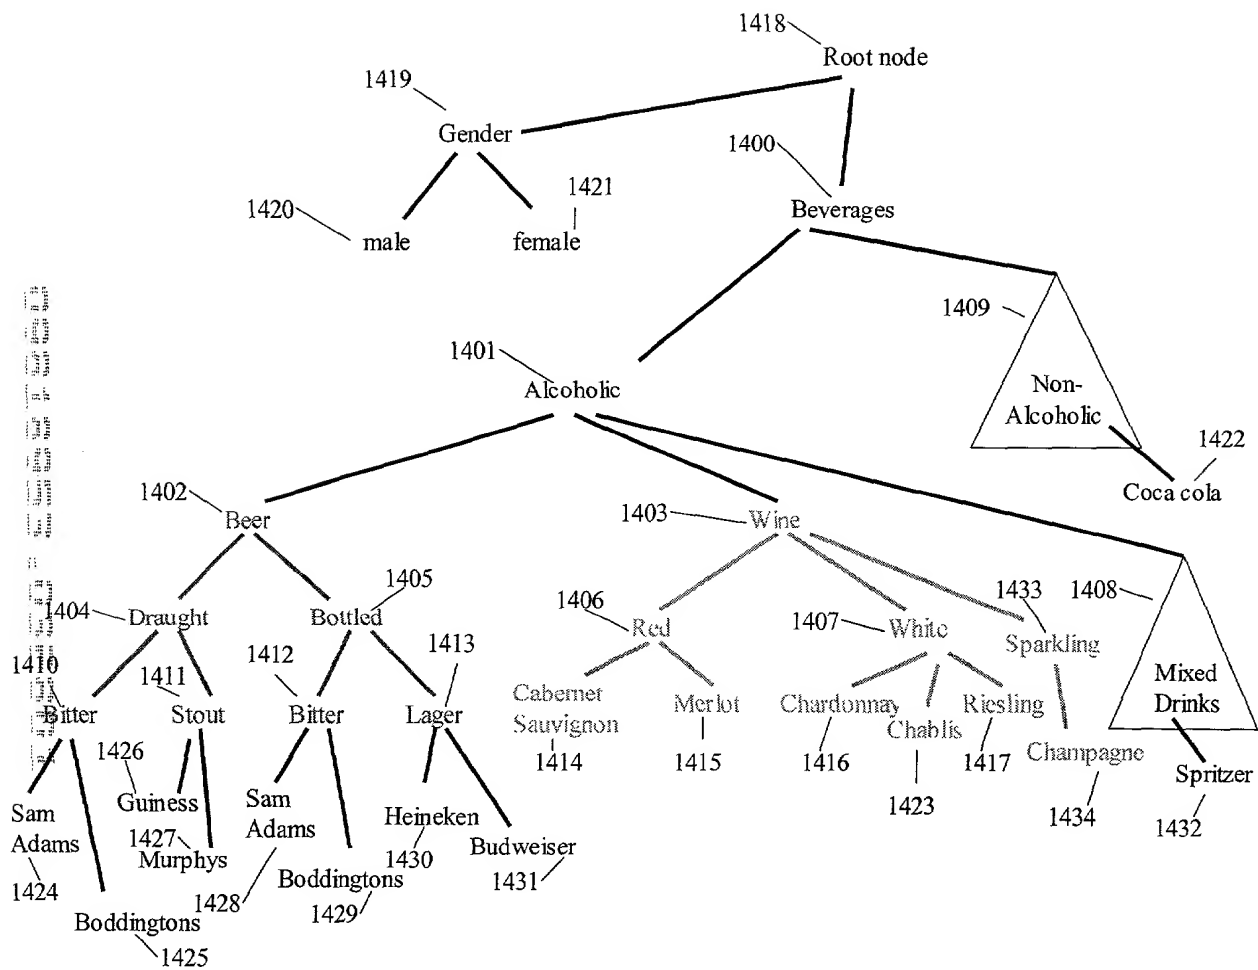 1418
Root node
1419
Gender
1400
1420
1421
male
female
Beverages
1409
1401
Alcoholic
Non-
Alcoholic
1422
Coca cola
1402
Beer
1403
Wine
1404
Draught
1405
Bottled
1406
Red
1407
White
1433
Sparkling
1408
Mixed
Drinks
1410
Bitter
1411
Stout
1412
Bitter
1413
Lager
Cabernet
Sauvignon
1414
Merlot
1415
Chardonnay
1416
Chablis
1423
Riesling
1417
Champagne
1434
Spritzer
1432
Sam
Adams
1424
Boddingtons
1425
1426
Guiness
1427
Murphys
Sam
Adams
1428
Boddingtons
1429
Heineken
1430
Budweiser
1431